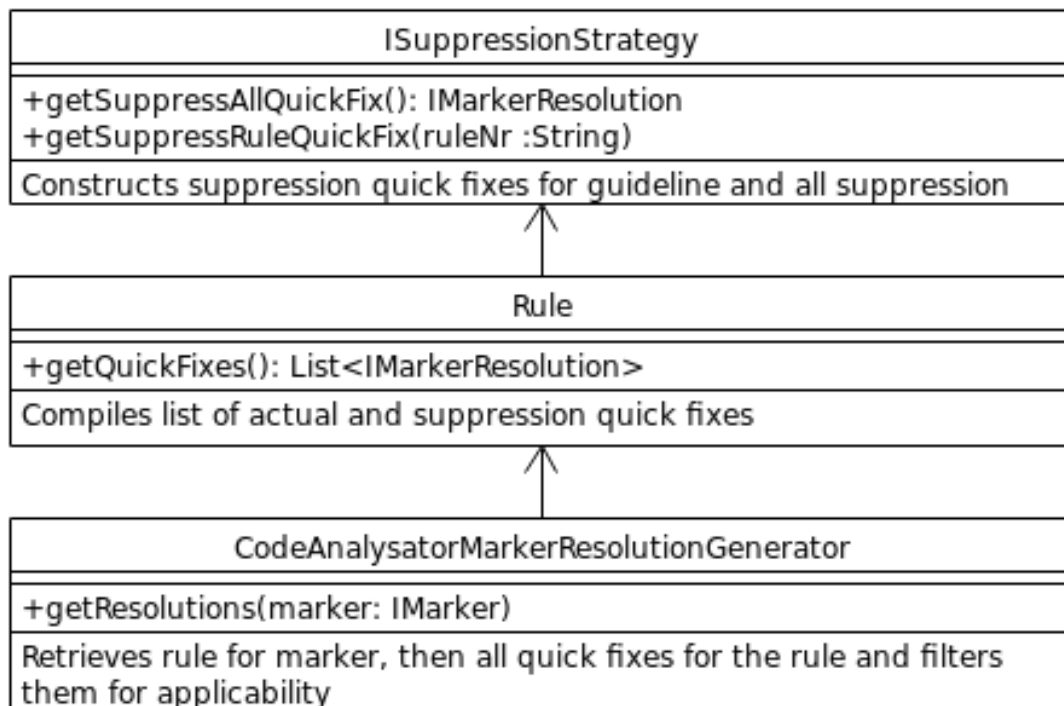 ISuppressionStrategy
+getSuppressAllQuickFix(): IMarkerResolution
+getSuppressRuleQuickFix(ruleNr :String)
Constructs suppression quick fixes for guideline and all suppression
Rule
+getQuickFixes(): List<IMarkerResolution>
Compiles list of actual and suppression quick fixes
CodeAnalysatorMarkerResolutionGenerator
+getResolutions(marker: IMarker)
Retrieves rule for marker, then all quick fixes for the rule and filters
them for applicability